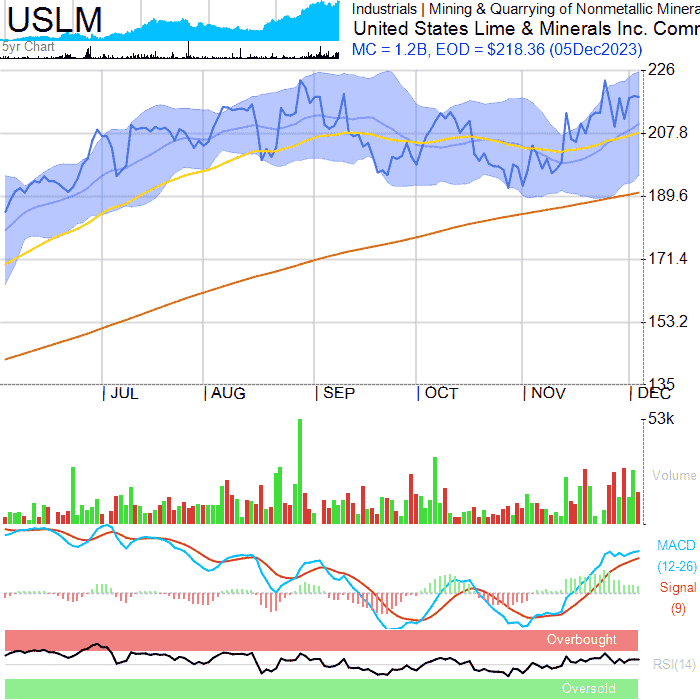 USLM
5yr Chart
Industrials | Mining & Quarrying of Nonmetallic Minera
United States Lime & Minerals Inc. Comr
MC = 1.2B, EOD = $218.36 (05Dec2023)
226
207.8
189.6
171.4
153.2
135
JUL AUG SEP OCT NOV DEC
53k
Volume
MACD
(12-26)
Signal
(9)
Overbought
RSI(14)
Oversold